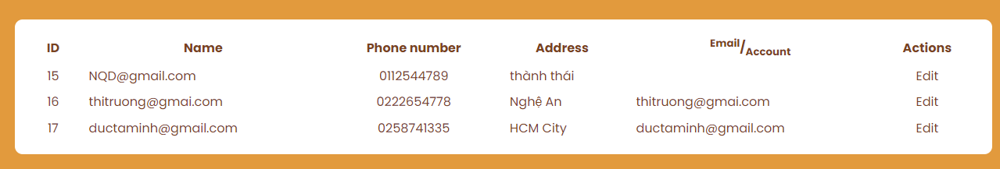 ID Name Phone number Address Email/Account Actions
15 NQD@gmail.com 0112544789 thành thái Edit
16 thitruong@gmai.com 0222654778 Nghệ An thitruong@gmai.com Edit
17 ductaminh@gmail.com 0258741335 HCM City ductaminh@gmail.com Edit